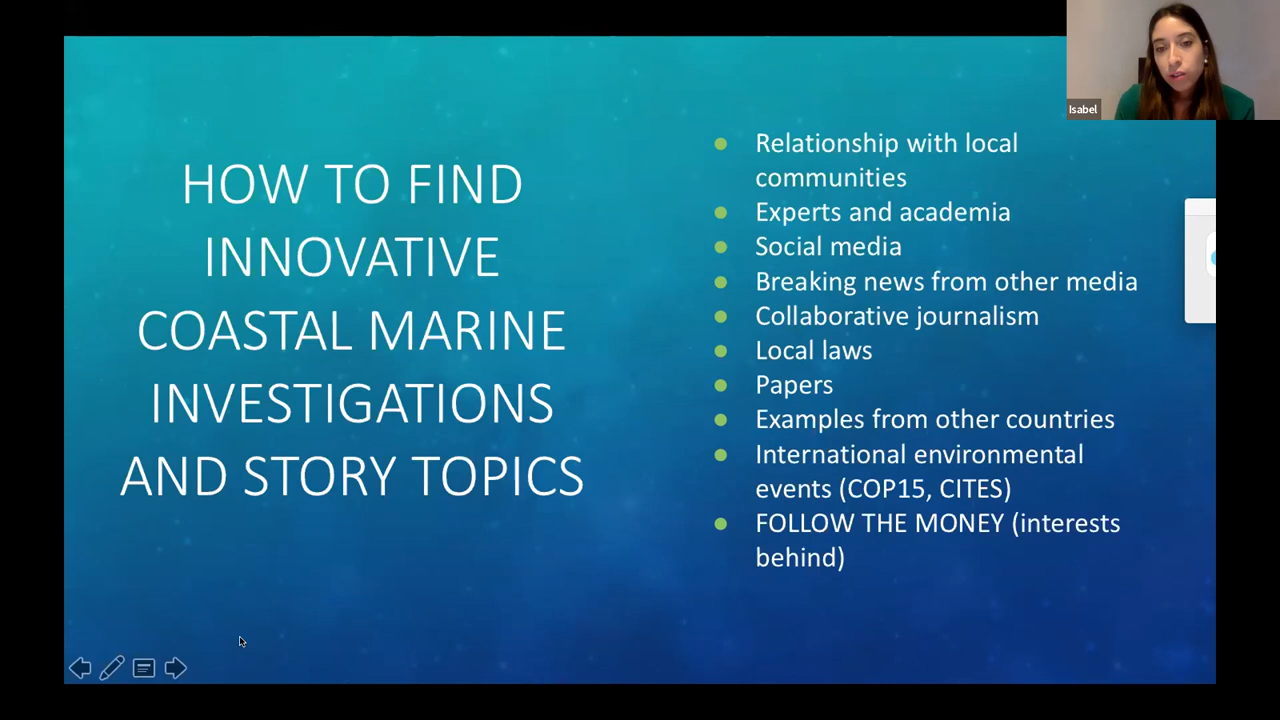 HOW TO FIND
INNOVATIVE
COASTAL MARINE
INVESTIGATIONS
AND STORY TOPICS
Relationship with local
communities
Experts and academia
Social media
Breaking news from other media
Collaborative journalism
Local laws
Papers
Examples from other countries
International environmental
events (COP15, CITES)
FOLLOW THE MONEY (interests
behind)
Isabel